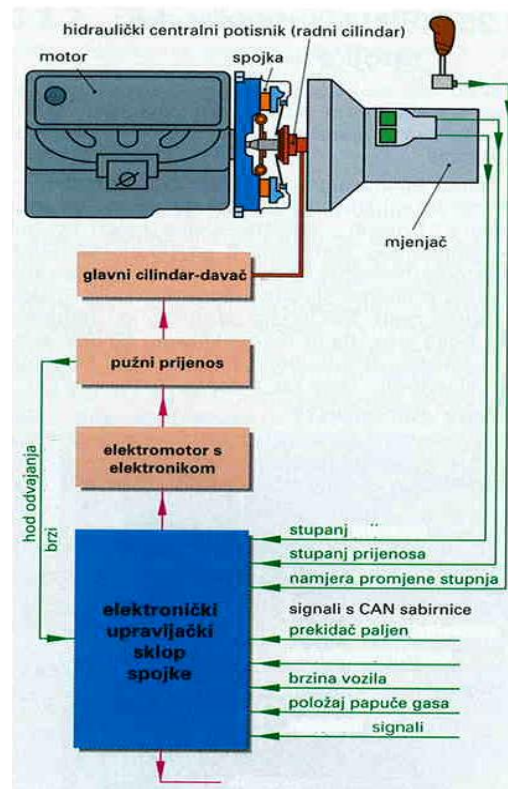 hidraulički centralni potisnik (radni cilindar)
motor
spojka
mjenjač
glavni cilindar-davač
pužni prijenos
elektromotor s
elektronikom
hod odvajanja
brzi
elektronički
upravljački
sklop
spojke
stupanj
stupanj prijenosa
namjera promjene stupnja
signali s CAN sabirnice
prekidač paljen
brzina vozila
položaj papuče gasa
signali